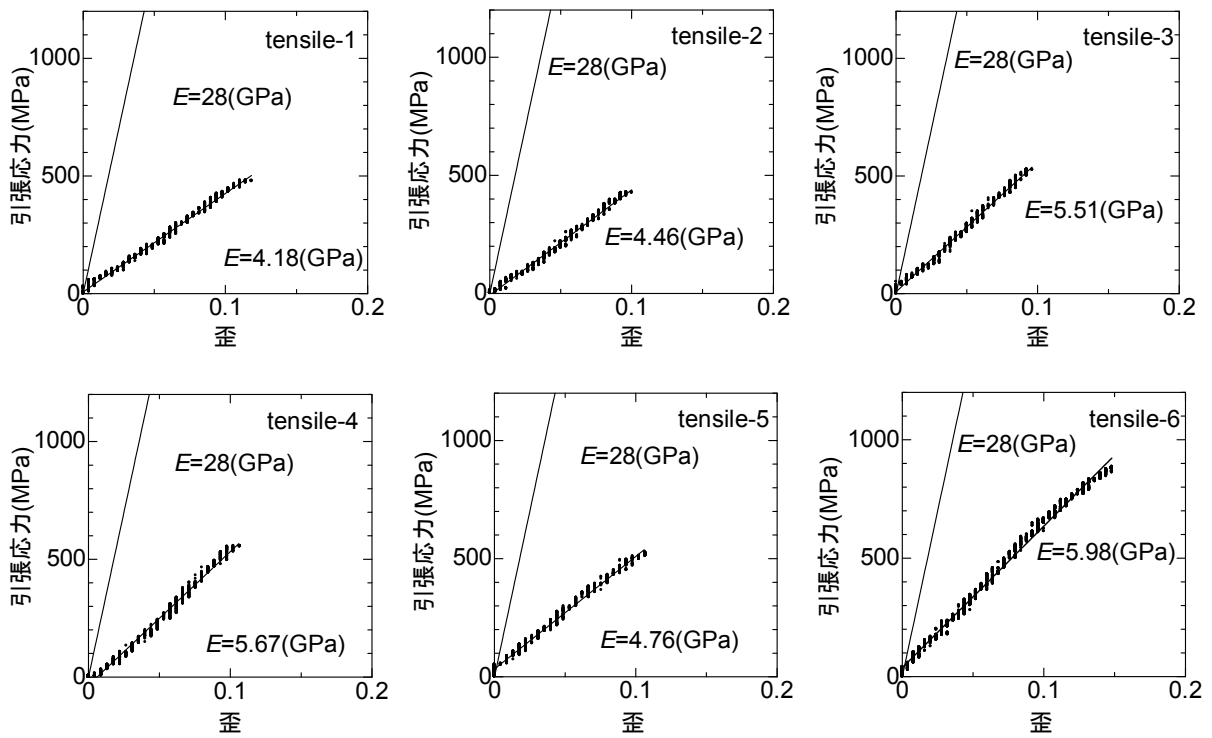 tensile-1
1000
E=28(GPa)
引張応力(MPa)
500
E=4.18(GPa)
0
0 0.1 0.2
歪
tensile-2
1000
E=28(GPa)
引張応力(MPa)
500
E=4.46(GPa)
0
0 0.1 0.2
歪
tensile-3
1000
E=28(GPa)
引張応力(MPa)
500
E=5.51(GPa)
0
0 0.1 0.2
歪
tensile-4
1000
E=28(GPa)
引張応力(MPa)
500
E=5.67(GPa)
0
0 0.1 0.2
歪
tensile-5
1000
E=28(GPa)
引張応力(MPa)
500
E=4.76(GPa)
0
0 0.1 0.2
歪
tensile-6
1000
E=28(GPa)
引張応力(MPa)
500
E=5.98(GPa)
0
0 0.1 0.2
歪